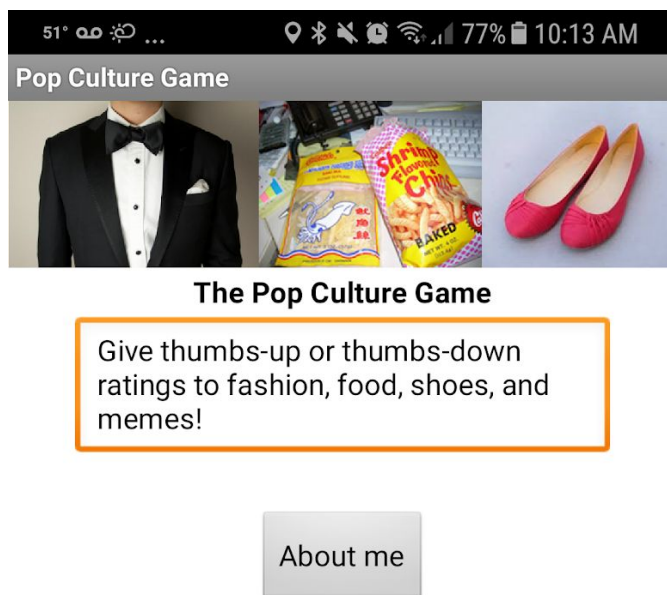 51° ... 77% 10:13 AM
Pop Culture Game
Shrimp
Flavored
Chips
BAKED
The Pop Culture Game
Give thumbs-up or thumbs-down
ratings to fashion, food, shoes, and
memes!
About me